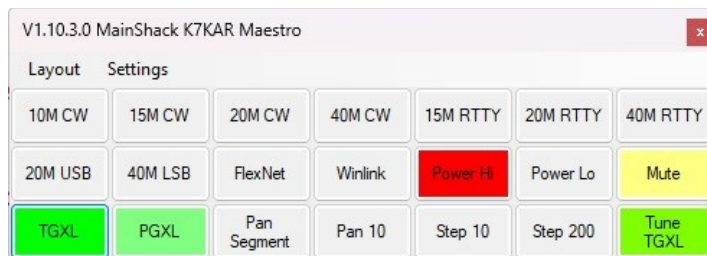 V1.10.3.0 MainShack K7KAR Maestro x
Layout Settings
10M CW 15M CW 20M CW 40M CW 15M RTTY 20M RTTY 40M RTTY
20M USB 40M LSB FlexNet Winlink Power Hi Power Lo Mute
TGXL PGXL Pan Segment Pan 10 Step 10 Step 200 Tune TGXL